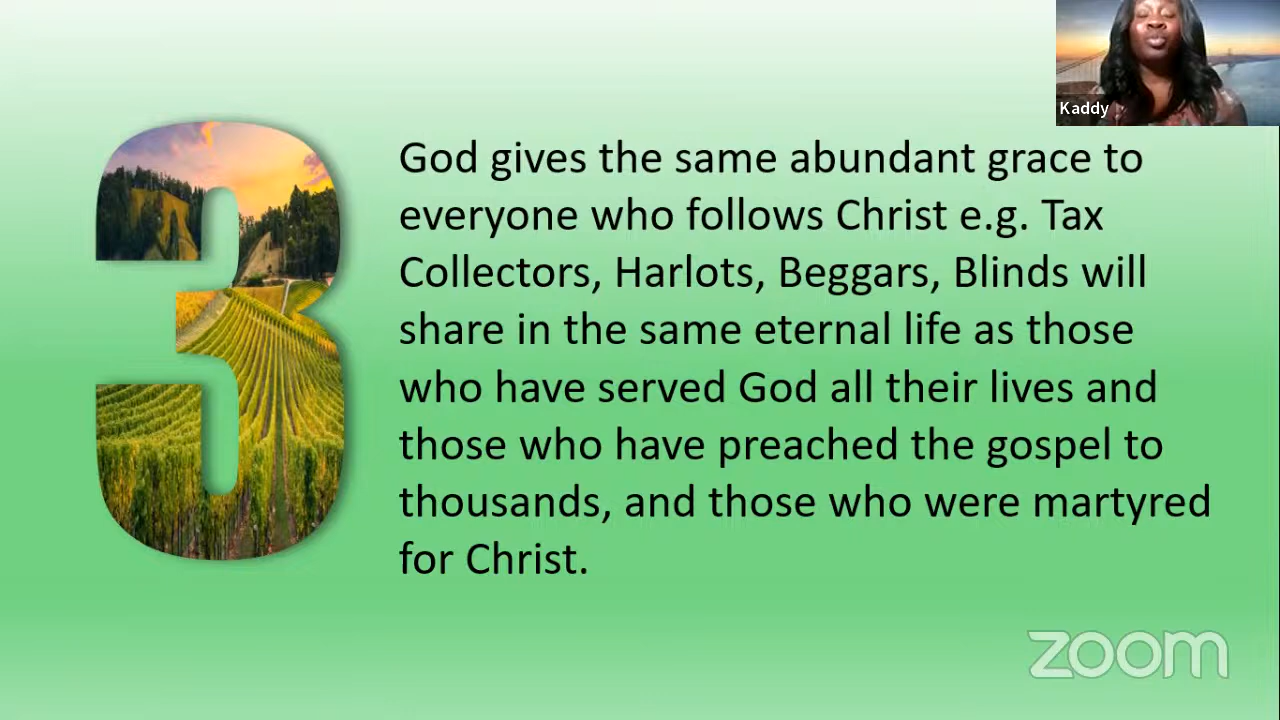 Kaddy
3
God gives the same abundant grace to
everyone who follows Christ e.g. Tax
Collectors, Harlots, Beggars, Blinds will
share in the same eternal life as those
who have served God all their lives and
those who have preached the gospel to
thousands, and those who were martyred
for Christ.
zoom